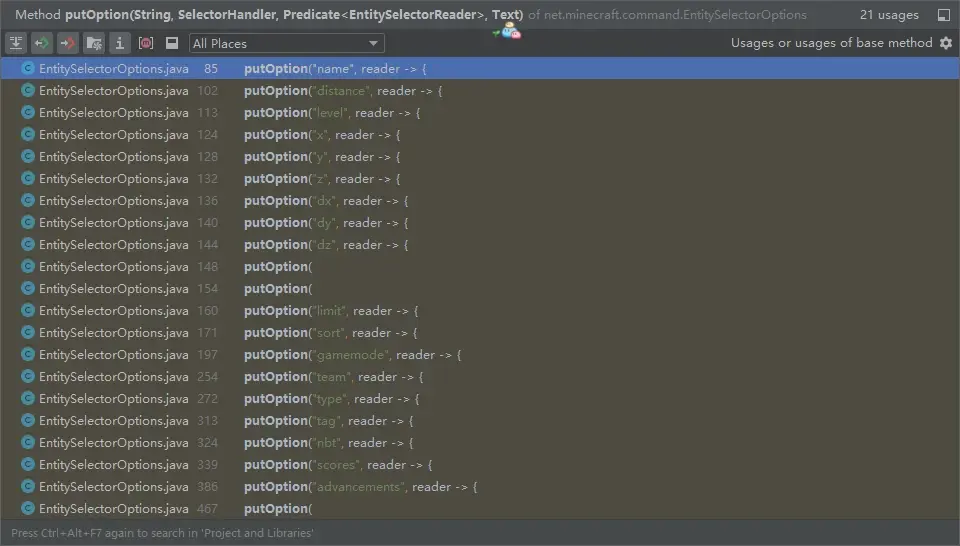 Method putOption(String, SelectorHandler, Predicate<EntitySelectorReader>, Text) of net.minecraft.command.EntitySelectorOptions 21 usages
All Places Usages or usages of base method
EntitySelectorOptions.java 85 putOption("name", reader -> {
EntitySelectorOptions.java 102 putOption("distance", reader -> {
EntitySelectorOptions.java 113 putOption("level", reader -> {
EntitySelectorOptions.java 124 putOption("x", reader -> {
EntitySelectorOptions.java 128 putOption("y", reader -> {
EntitySelectorOptions.java 132 putOption("z", reader -> {
EntitySelectorOptions.java 136 putOption("dx", reader -> {
EntitySelectorOptions.java 140 putOption("dy", reader -> {
EntitySelectorOptions.java 144 putOption("dz", reader -> {
EntitySelectorOptions.java 148 putOption(
EntitySelectorOptions.java 154 putOption(
EntitySelectorOptions.java 160 putOption("limit", reader -> {
EntitySelectorOptions.java 171 putOption("sort", reader -> {
EntitySelectorOptions.java 197 putOption("gamemode", reader -> {
EntitySelectorOptions.java 254 putOption("team", reader -> {
EntitySelectorOptions.java 272 putOption("type", reader -> {
EntitySelectorOptions.java 313 putOption("tag", reader -> {
EntitySelectorOptions.java 324 putOption("nbt", reader -> {
EntitySelectorOptions.java 339 putOption("scores", reader -> {
EntitySelectorOptions.java 386 putOption("advancements", reader -> {
EntitySelectorOptions.java 467 putOption(
Press Ctrl+Alt+F7 again to search in 'Project and Libraries'